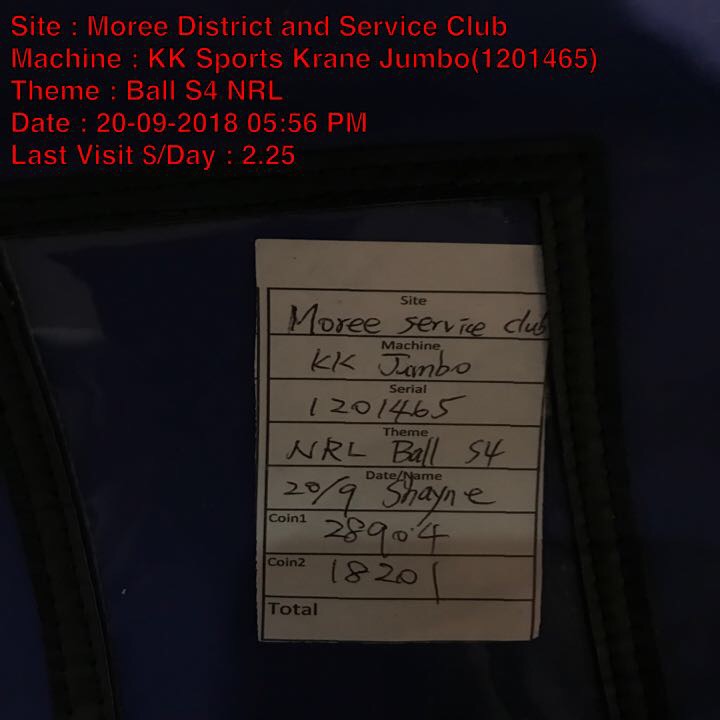 Site : Moree District and Service Club
Machine : KK Sports Krane Jumbo(1201465)
Theme : Ball S4 NRL
Date : 20-09-2018 05:56 PM
Last Visit S/Day : 2.25
Site
Moree service club
Machine
KK Jumbo
Serial
1201465
Theme
NRL Ball S4
Date/Name
20/9 Shayne
Coin1
28904
Coin2
18201
Total